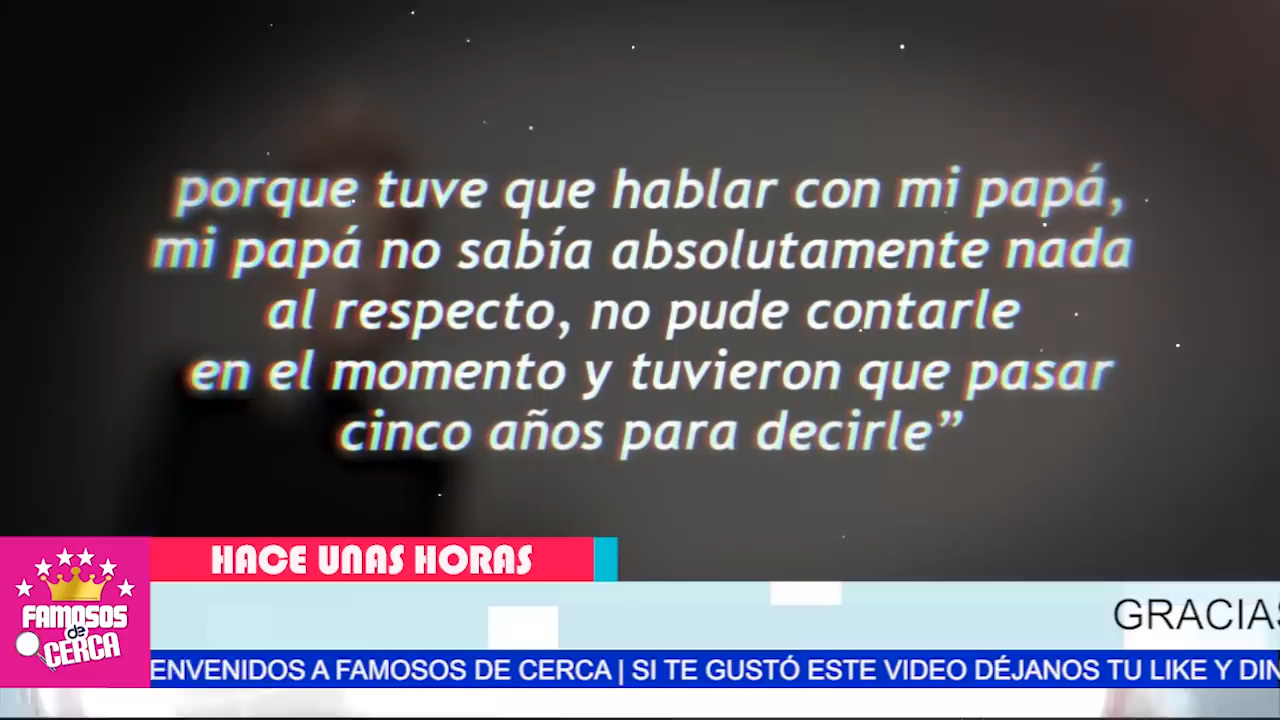 porque tuve que hablar con mi papá,
mi papá no sabía absolutamente nada
al respecto, no pude contarle
en el momento y tuvieron que pasar
cinco años para decirle”
HACE UNAS HORAS
FAMOSOS
de
CERCA
GRACIAS
ENVENIDOS A FAMOSOS DE CERCA | SI TE GUSTÓ ESTE VIDEO DÉJANOS TU LIKE Y DIN